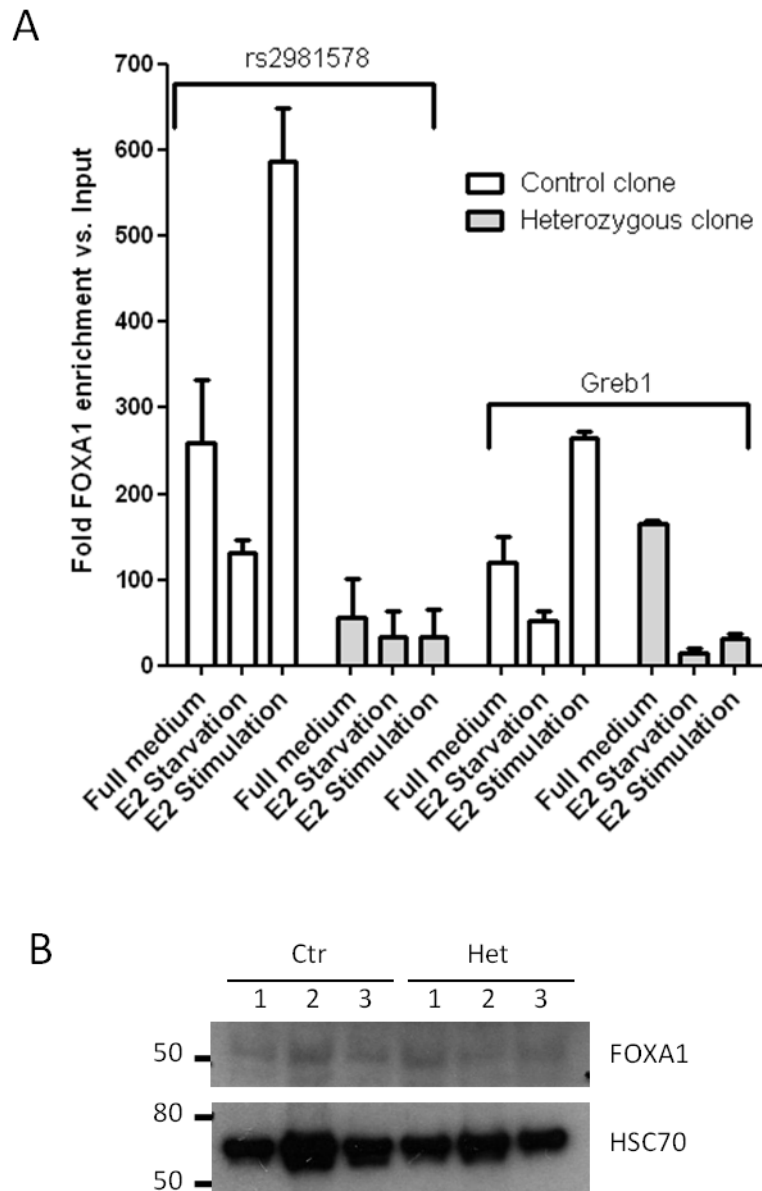 A
rs2981578
700
600
500
400
300
200
100
0
Fold FOXA1 enrichment vs. Input
Control clone
Heterozygous clone
Greb1
Full medium
E2 Starvation
E2 Stimulation
Full medium
E2 Starvation
E2 Stimulation
Full medium
E2 Starvation
E2 Stimulation
Full medium
E2 Starvation
E2 Stimulation
B
Ctr Het
1 2 3 1 2 3
50 FOXA1
80
HSC70
50